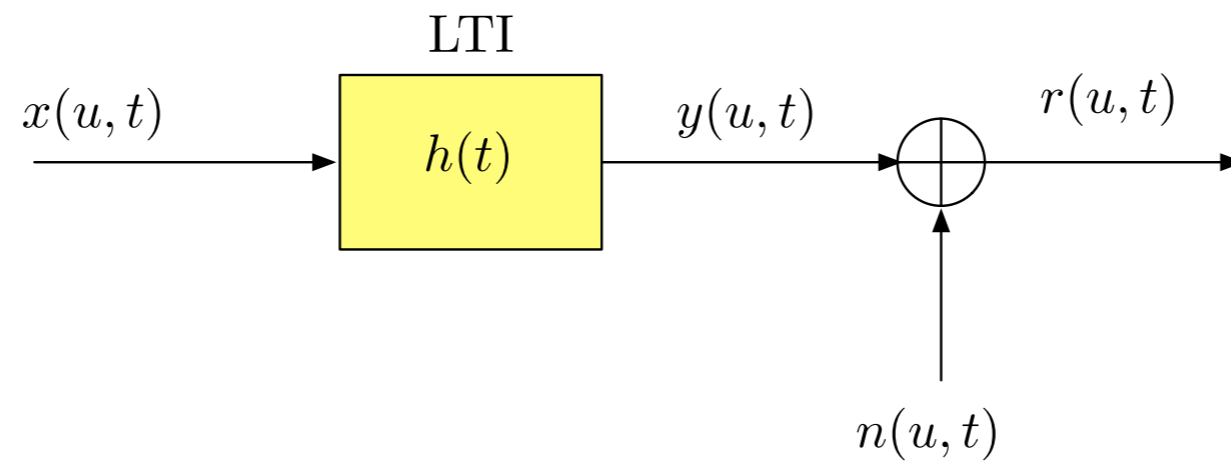 LTI
x(u, t)
h(t)
y(u, t)
r(u, t)
n(u, t)